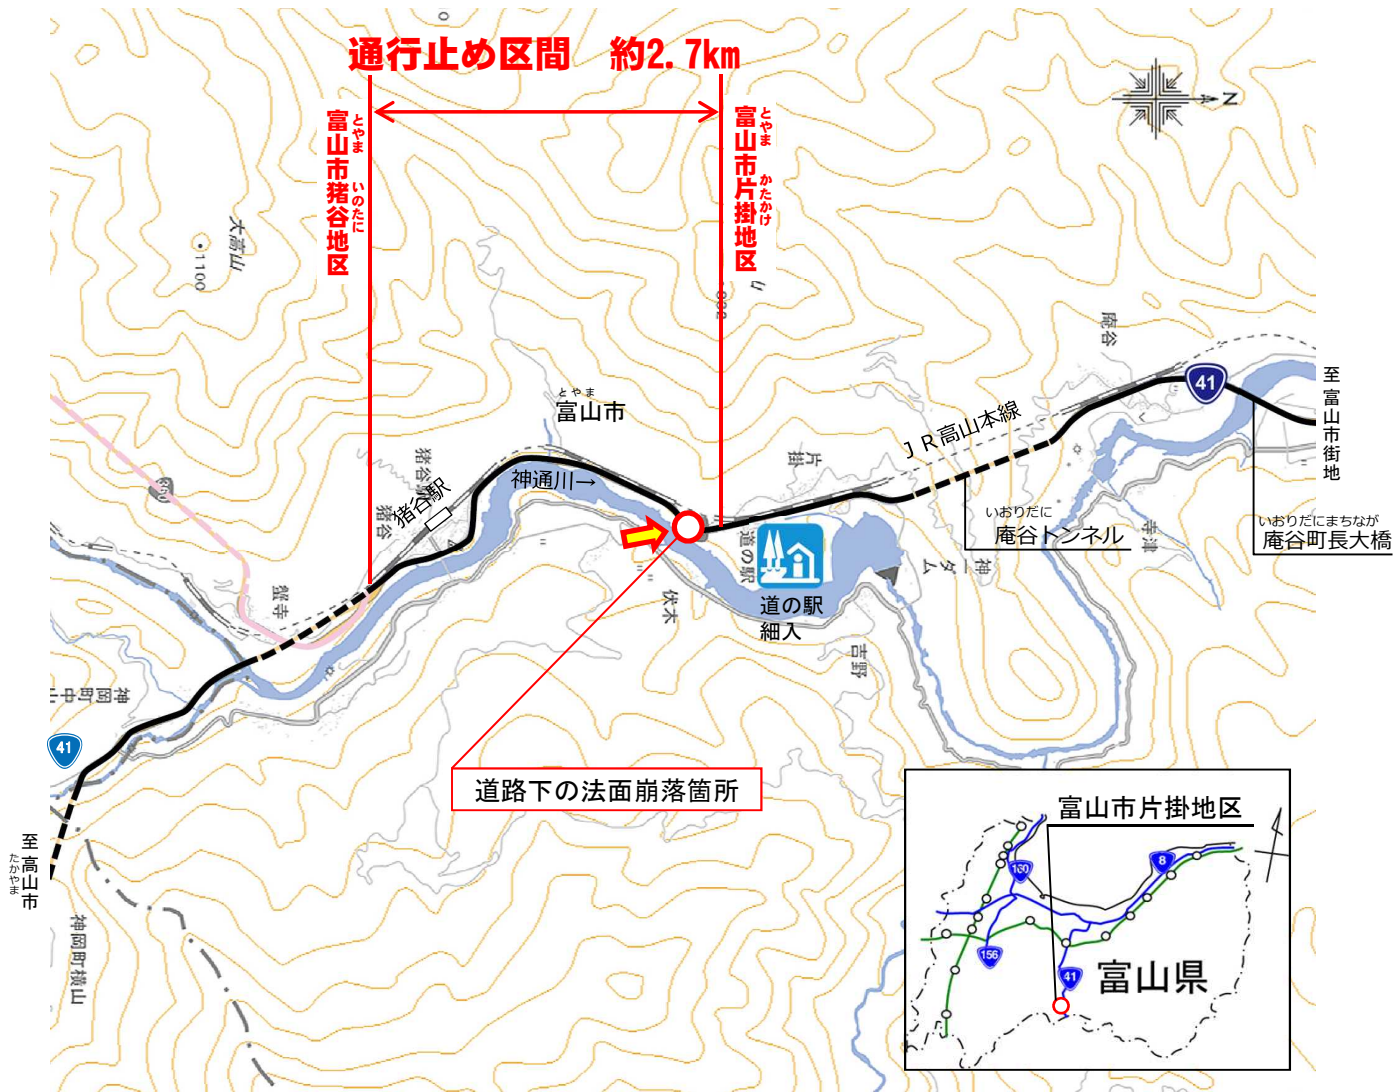 通行止め区間　約2.7km
とやま　いのたに
富山市猪谷地区
とやま　かたかけ
富山市片掛地区
N
大高山
・1100
庵谷
41
至 富山市街地
とやま
富山市
JR高山本線
片掛
猪谷
猪谷駅
神通川→
猪谷
道の駅
道の駅
細入
いおりだに
庵谷トンネル
いおりだにまちなが
庵谷町長大橋
寺津
蟹寺
伏木
吉野
神岡町中山
41
道路下の法面崩落箇所
至 高山市
たかやま
神岡町横山
富山市片掛地区
8
156
41
富山県